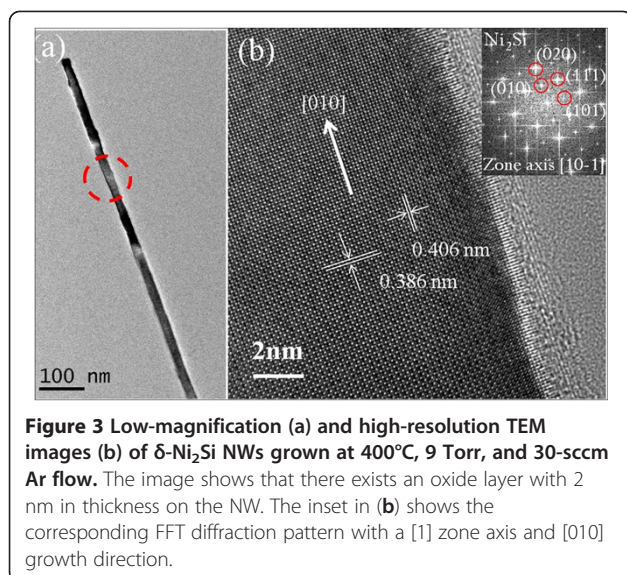 (a)
100 nm
(b)
[010]
0.406 nm
0.386 nm
2nm
Ni₂Si
(020)
(111)
(010)
(101)
Zone axis [10-1]
Figure 3 Low-magnification (a) and high-resolution TEM
images (b) of δ-Ni₂Si NWs grown at 400°C, 9 Torr, and 30-sccm
Ar flow. The image shows that there exists an oxide layer with 2
nm in thickness on the NW. The inset in (b) shows the
corresponding FFT diffraction pattern with a [1] zone axis and [010]
growth direction.